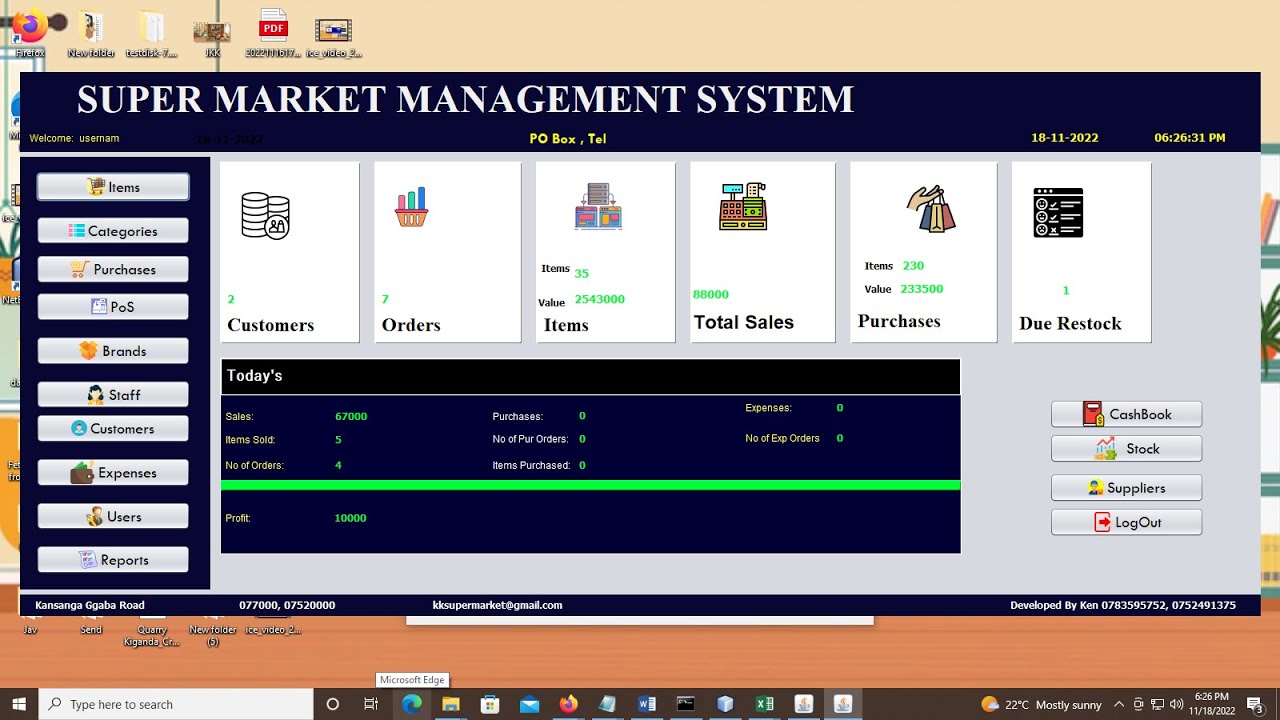 Firefox
New folder
testdisk-7....
JKK
PDF
2022111617...
ice_video_2...
SUPER MARKET MANAGEMENT SYSTEM
Welcome: usernam
18-11-2022
PO Box , Tel
18-11-2022
06:26:31 PM
Items
Categories
Purchases
PoS
Brands
Staff
Customers
Expenses
Users
Reports
2
Customers
7
Orders
Items 35
Value 2543000
Items
88000
Total Sales
Items 230
Value 233500
Purchases
1
Due Restock
Today's
Sales: 67000 Purchases: 0 Expenses: 0
Items Sold: 5 No of Pur Orders: 0 No of Exp Orders 0
No of Orders: 4 Items Purchased: 0
Profit: 10000
CashBook
Stock
Suppliers
LogOut
Kansanga Ggaba Road 077000, 07520000 kksupermarket@gmail.com Developed By Ken 0783595752, 0752491375
Jav
Send
Quarry
Kiganda_Cr...
New folder
(5)
ice_video_2...
Microsoft Edge
Type here to search
22°C Mostly sunny
6:26 PM
11/18/2022